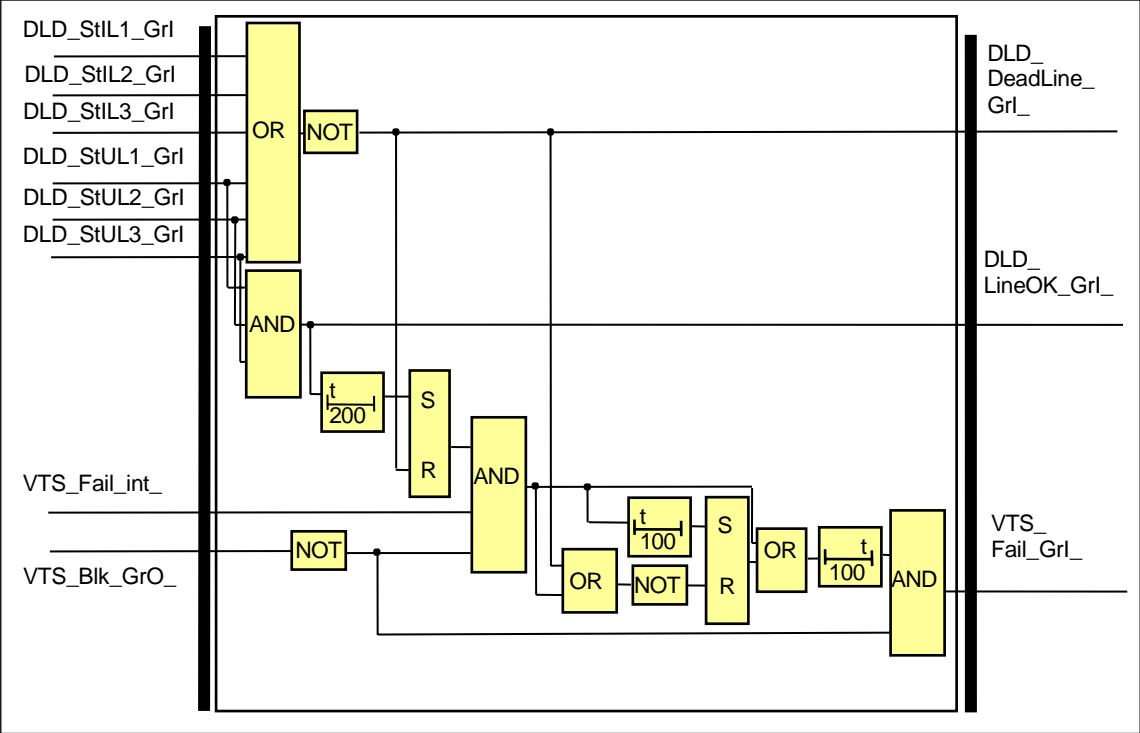 DLD_StIL1_GrI
DLD_StIL2_GrI
DLD_StIL3_GrI
DLD_StUL1_GrI
DLD_StUL2_GrI
DLD_StUL3_GrI
OR
NOT
DLD_
DeadLine_
GrI_
AND
DLD_
LineOK_GrI_
t
200
S
R
AND
VTS_Fail_int_
NOT
VTS_Blk_GrO_
t
100
OR
NOT
S
R
OR
t
100
AND
VTS_
Fail_GrI_